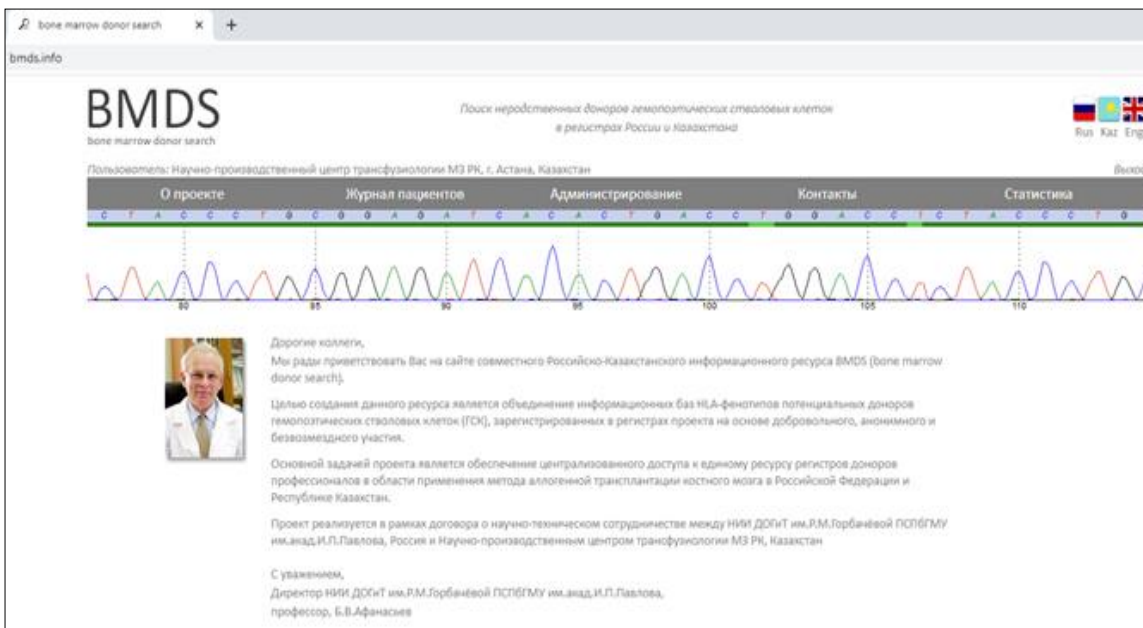 bone marrow donor search × +
bmds.info
BMDS
bone marrow donor search
Поиск неродственных доноров гемопоэтических стволовых клеток
в регистрах России и Казахстана
Rus Kaz Eng
Пользователь: Научно-производственный центр трансфузиологии МЗ РК, г. Астана, Казахстан
О проекте Журнал пациентов Администрирование Контакты Статистика
C T A C C C T G C G G A G A T C A C A C T G A C C T G G A C C T C T A C C C T G
80 85 90 95 100 105 110
Дорогие коллеги,
Мы рады приветствовать Вас на сайте совместного Российско-Казахстанского информационного ресурса BMDS (bone marrow
donor search).
Целью создания данного ресурса является объединение информационных баз HLA-фенотипов потенциальных доноров
гемопоэтических стволовых клеток (ГСК), зарегистрированных в регистрах проекта на основе добровольного, анонимного и
безвозмездного участия.
Основной задачей проекта является обеспечение централизованного доступа к единому ресурсу регистров доноров
профессионалов в области применения метода аллогенной трансплантации костного мозга в Российской Федерации и
Республике Казахстан.
Проект реализуется в рамках договора о научно-техническом сотрудничестве между НИИ ДОГиТ им.Р.М.Горбачёвой ПСПбГМУ
им.акад.И.П.Павлова, Россия и Научно-производственным центром трансфузиологии МЗ РК, Казахстан
С уважением,
Директор НИИ ДОГиТ им.Р.М.Горбачёвой ПСПбГМУ им.акад.И.П.Павлова,
профессор, Б.В.Афанасьев